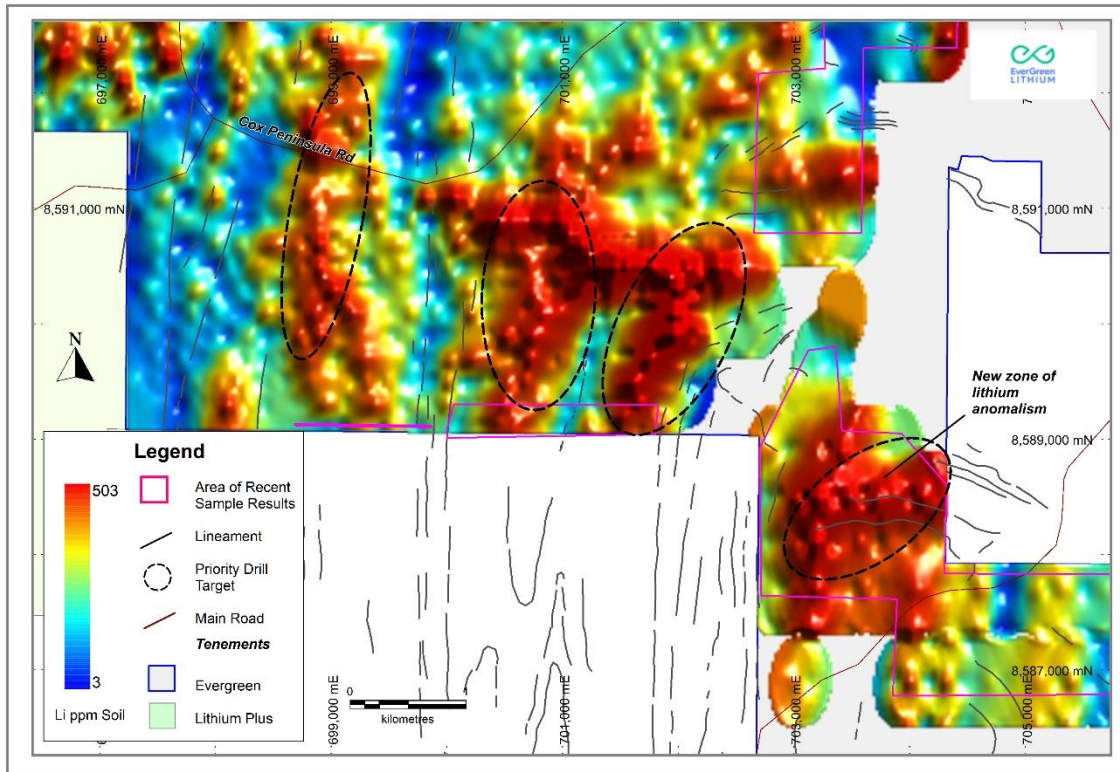 697,000 mE
699,000 mE
701,000 mE
703,000 mE
EverGreen
LITHIUM
Cox Peninsula Rd
8,591,000 mN
8,591,000 mN
N
New zone of
lithium
anomalism
8,589,000 mN
Legend
503
3
Li ppm Soil
Area of Recent
Sample Results
Lineament
Priority Drill
Target
Main Road
Tenements
Evergreen
Lithium Plus
0
kilometres
8,587,000 mN
699,000 mE
701,000 mE
703,000 mE
705,000 mE